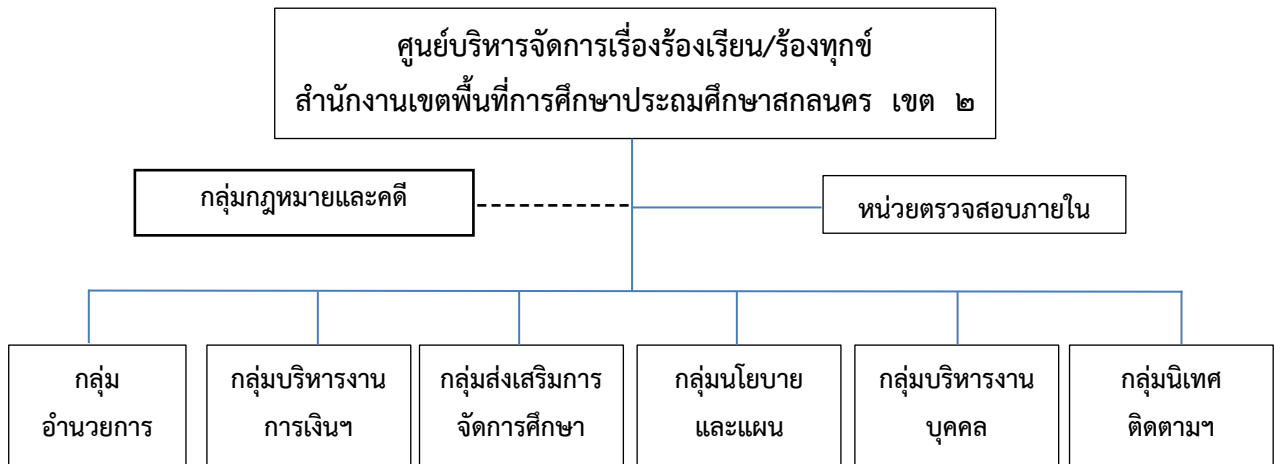 ศูนย์บริหารจัดการเรื่องร้องเรียน/ร้องทุกข์
สำนักงานเขตพื้นที่การศึกษาประถมศึกษาสกลนคร เขต ๒
กลุ่มกฎหมายและคดี
หน่วยตรวจสอบภายใน
กลุ่ม
อำนวยการ
กลุ่มบริหารงาน
การเงินฯ
กลุ่มส่งเสริมการ
จัดการศึกษา
กลุ่มนโยบาย
และแผน
กลุ่มบริหารงาน
บุคคล
กลุ่มนิเทศ
ติดตามฯ